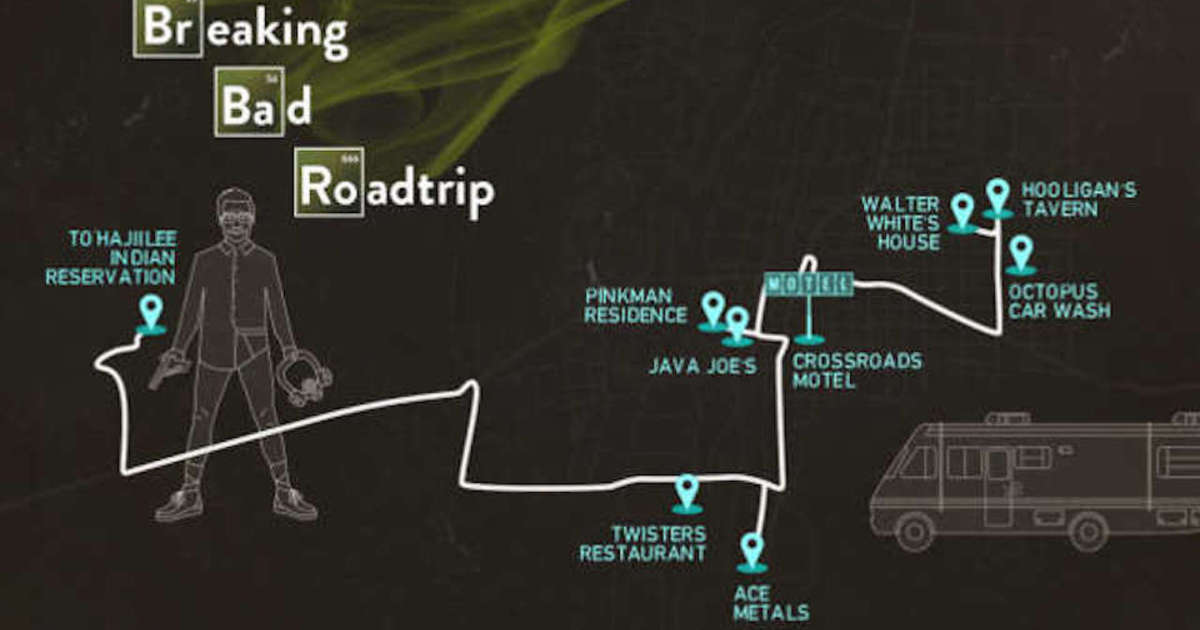 Breaking
56
Bad
Roadtrip
TO'HAJIILEE
INDIAN
RESERVATION
PINKMAN
RESIDENCE
JAVA JOE'S
MOTEL
CROSSROADS
MOTEL
WALTER
WHITE'S
HOUSE
HOOLIGAN'S
TAVERN
OCTOPUS
CAR WASH
TWISTERS
RESTAURANT
ACE
METALS